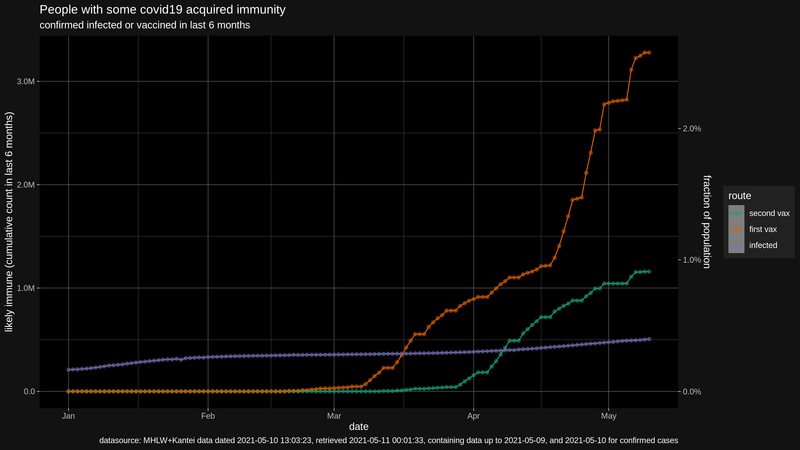 People with some covid19 acquired immunity
confirmed infected or vaccined in last 6 months
likely immune (cumulative count in last 6 months)
3.0M
2.0M
1.0M
0.0
2.0%
1.0%
0.0%
fraction of population
route
second vax
first vax
infected
Jan
Feb
Mar
Apr
May
date
datasource: MHLW+Kantei data dated 2021-05-10 13:03:23, retrieved 2021-05-11 00:01:33, containing data up to 2021-05-09, and 2021-05-10 for confirmed cases